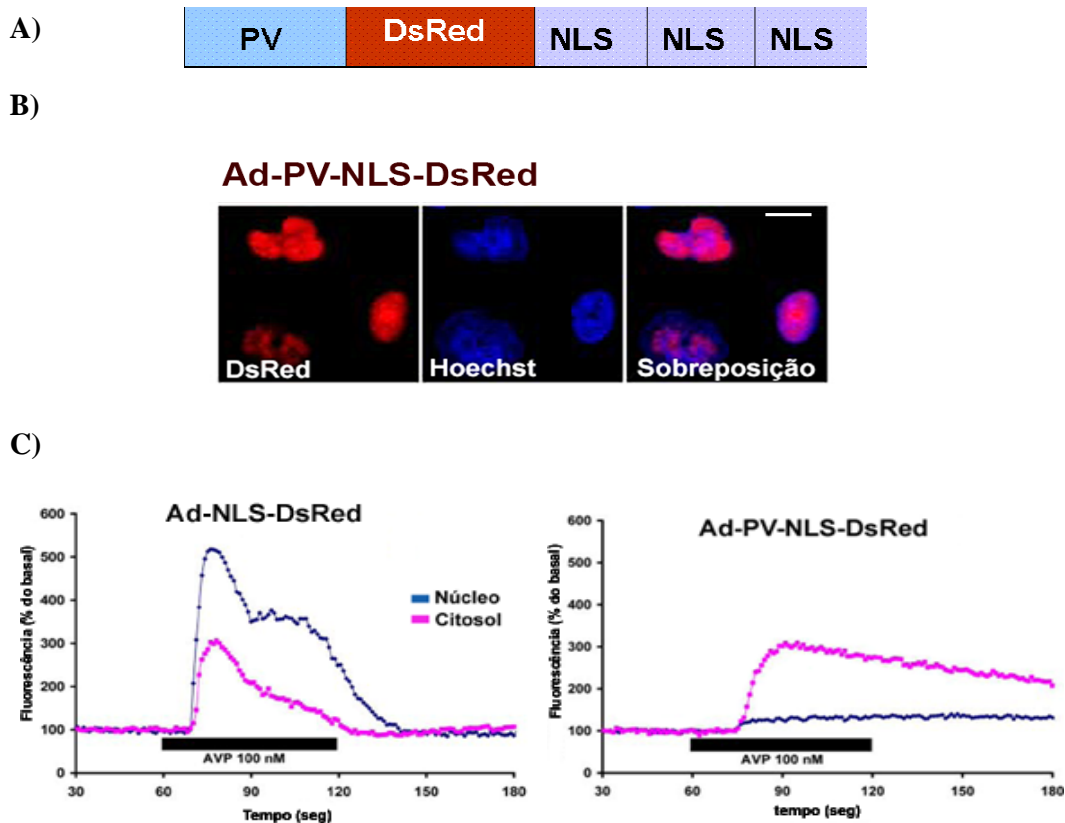 A)
PV DsRed NLS NLS NLS
B)
Ad-PV-NLS-DsRed
DsRed Hoechst Sobreposição
C)
Ad-NLS-DsRed
Fluorescência (% do basal)
600
500
400
300
200
100
0
Núcleo
Citosol
AVP 100 nM
30 60 90 120 150 180
Tempo (seg)
Ad-PV-NLS-DsRed
Fluorescência (% do basal)
600
500
400
300
200
100
0
AVP 100 nM
30 60 90 120 150 180
tempo (seg)